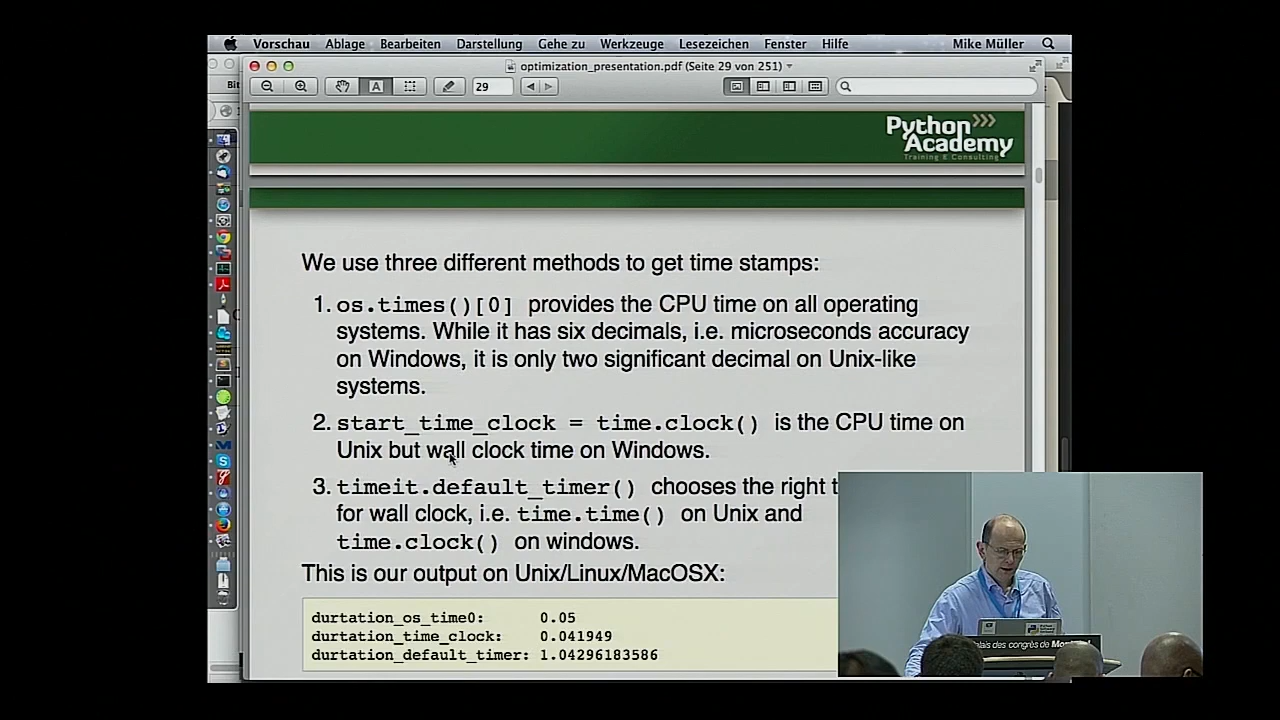 Vorschau Ablage Bearbeiten Darstellung Gehe zu Werkzeuge Lesezeichen Fenster Hilfe Mike Müller
optimization_presentation.pdf (Seite 29 von 251)
Bit
29
Python
Academy
Training & Consulting
We use three different methods to get time stamps:
1. os.times()[0] provides the CPU time on all operating
systems. While it has six decimals, i.e. microseconds accuracy
on Windows, it is only two significant decimal on Unix-like
systems.
2. start_time_clock = time.clock() is the CPU time on
Unix but wall clock time on Windows.
3. timeit.default_timer() chooses the right t
for wall clock, i.e. time.time() on Unix and
time.clock() on windows.
This is our output on Unix/Linux/MacOSX:
durtation_os_time0: 0.05
durtation_time_clock: 0.041949
durtation_default_timer: 1.04296183586
alais des congrès de